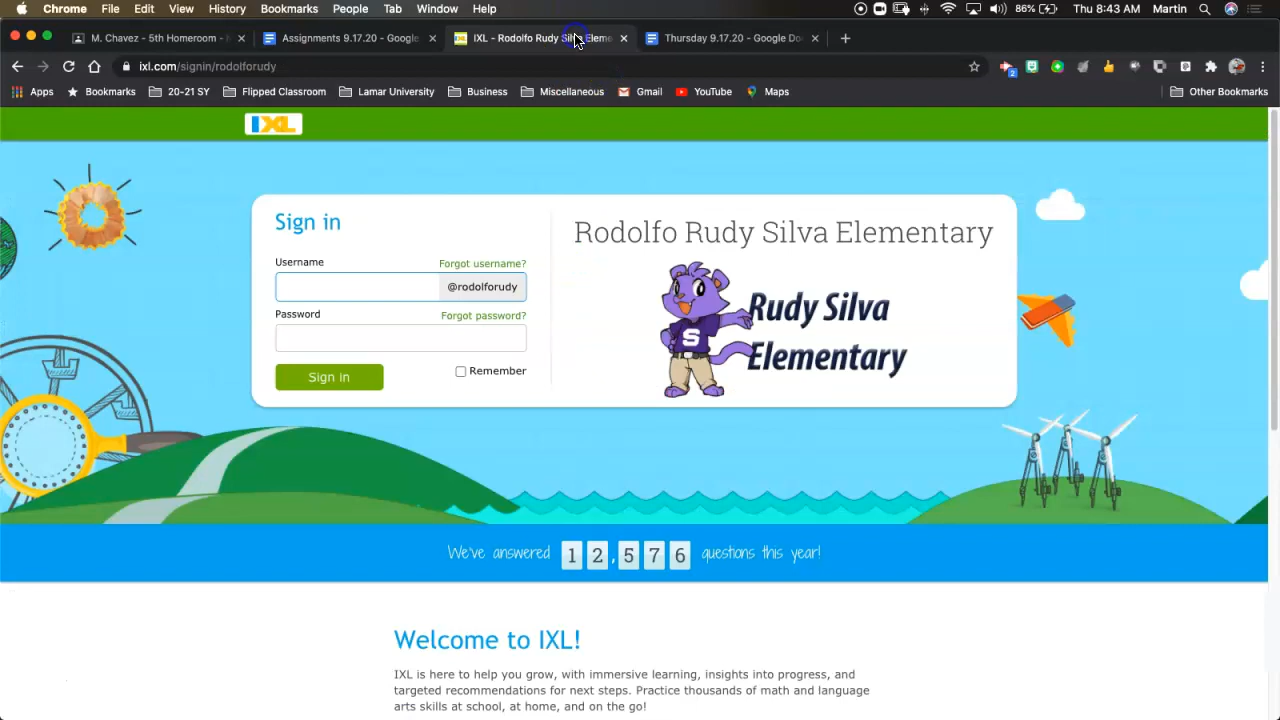 Chrome File Edit View History Bookmarks People Tab Window Help 86% Thu 8:43 AM Martin
M. Chavez - 5th Homeroom - Assignments 9.17.20 - Google IXL - Rodolfo Rudy Silva Eleme Thursday 9.17.20 - Google Do
ixl.com/signin/rodolforudy 2
Apps Bookmarks 20-21 SY Flipped Classroom Lamar University Business Miscellaneous Gmail YouTube Maps Other Bookmarks
IXL
Sign in
Rodolfo Rudy Silva Elementary
Username Forgot username?
@rodolforudy
Password Forgot password?
Sign in Remember
S
Rudy Silva
Elementary
We've answered 12,576 questions this year!
Welcome to IXL!
IXL is here to help you grow, with immersive learning, insights into progress, and
targeted recommendations for next steps. Practice thousands of math and language
arts skills at school, at home, and on the go!